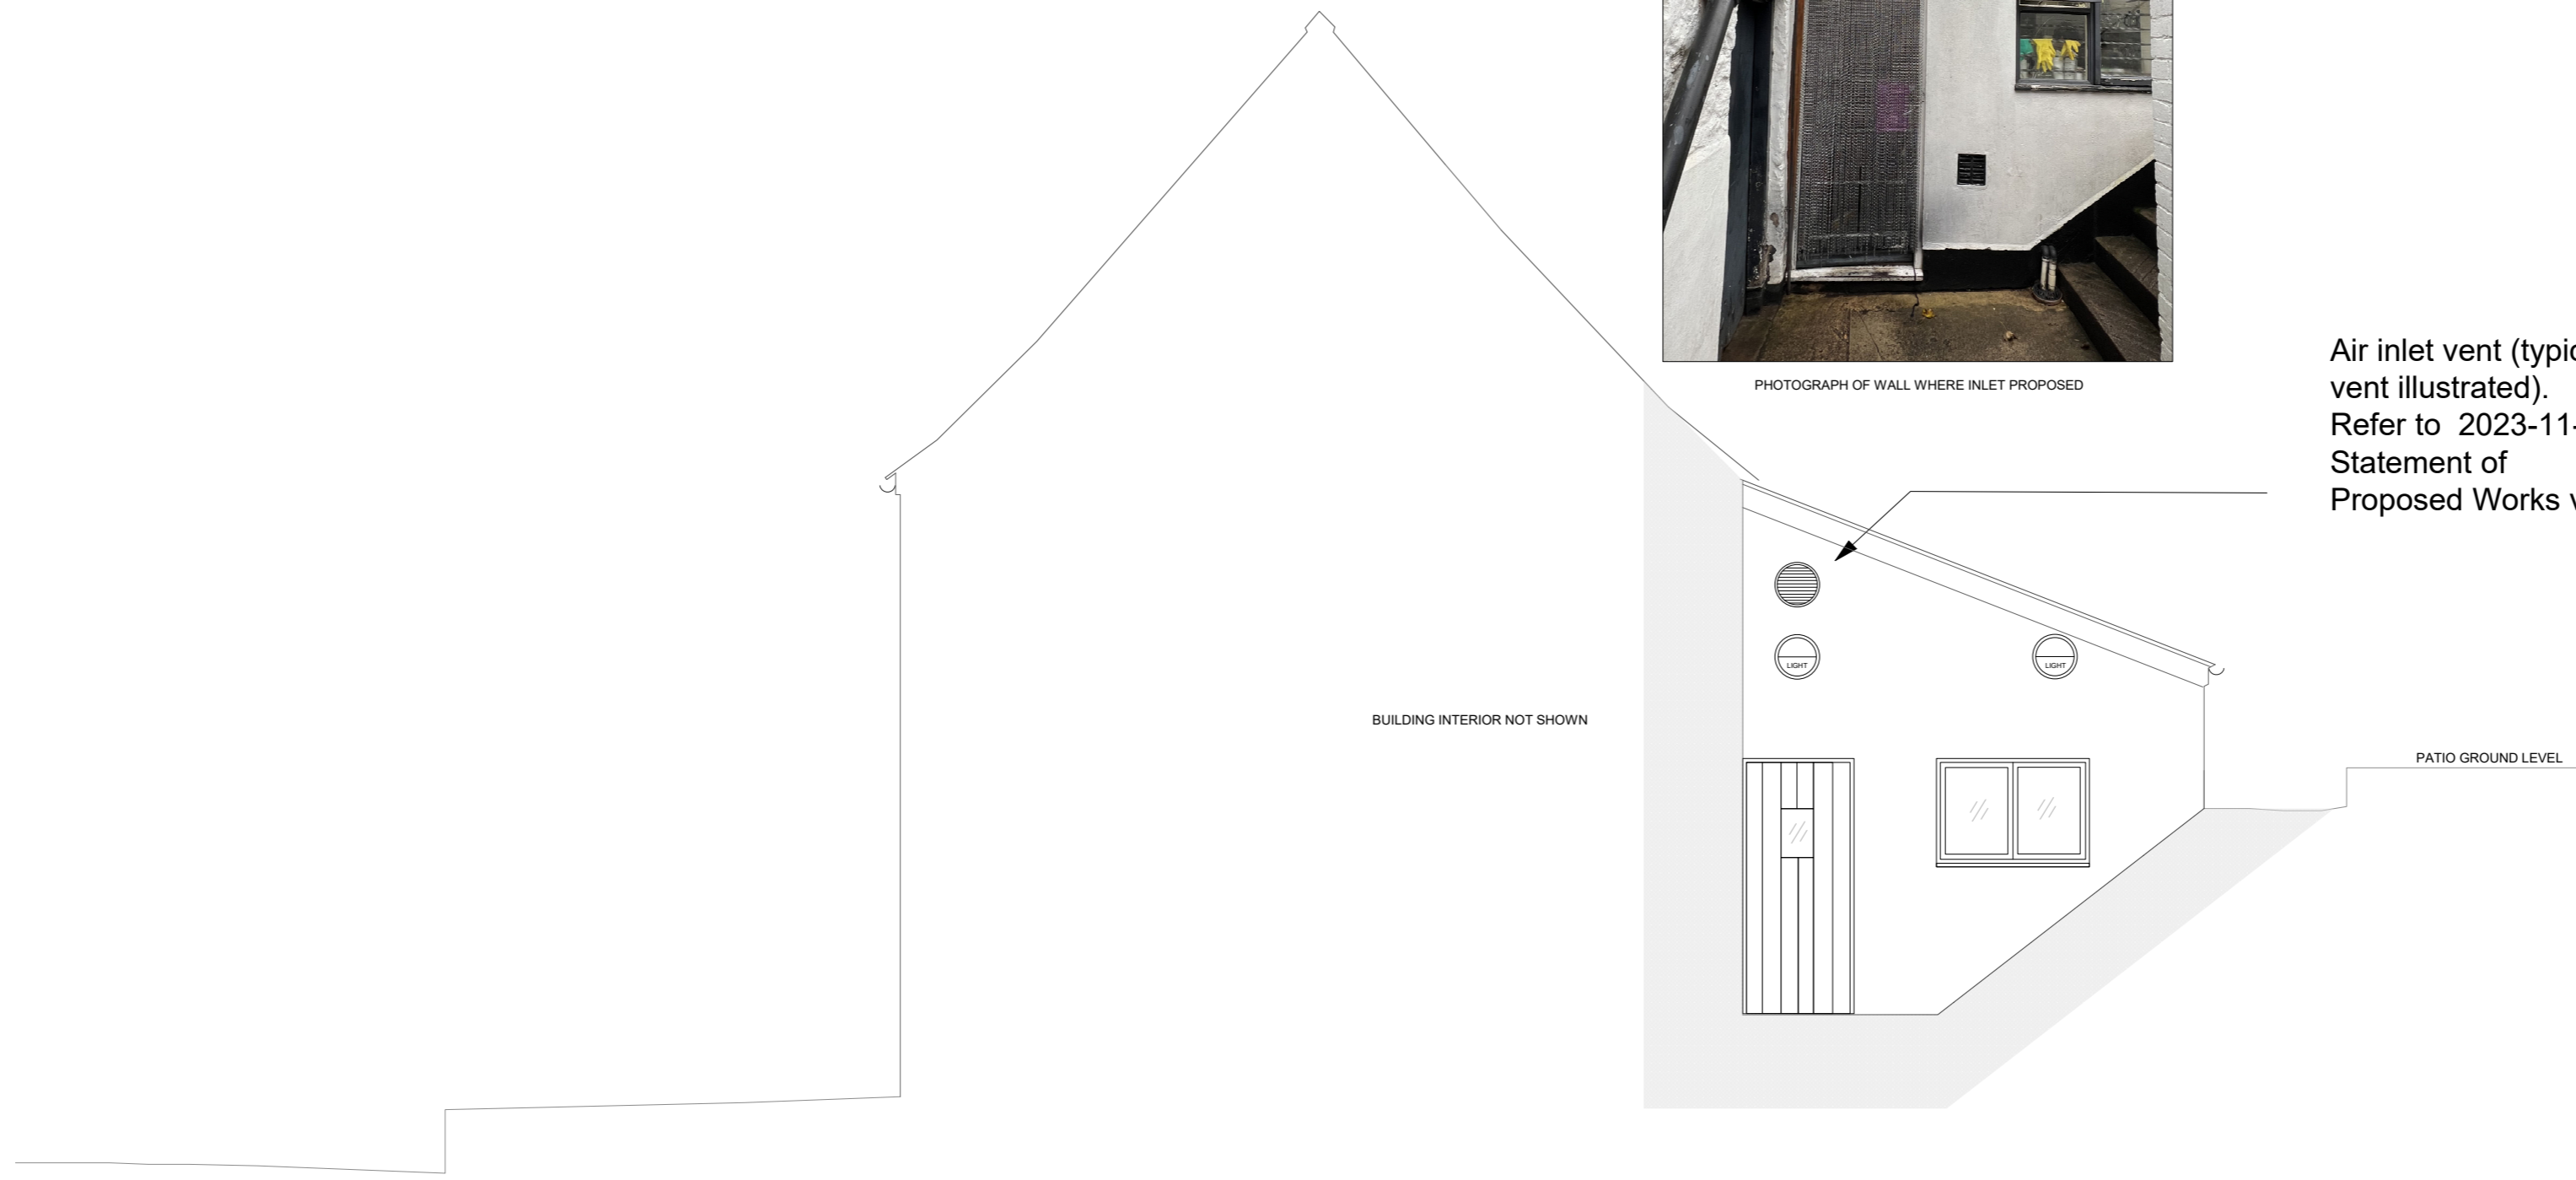 PHOTOGRAPH OF WALL WHERE INLET PROPOSED
Air inlet vent
vent illustrated).
Refer to 2023-11-
Statement of
Proposed Works
LIGHT
LIGHT
BUILDING INTERIOR NOT SHOWN
PATIO GROUND LEVEL